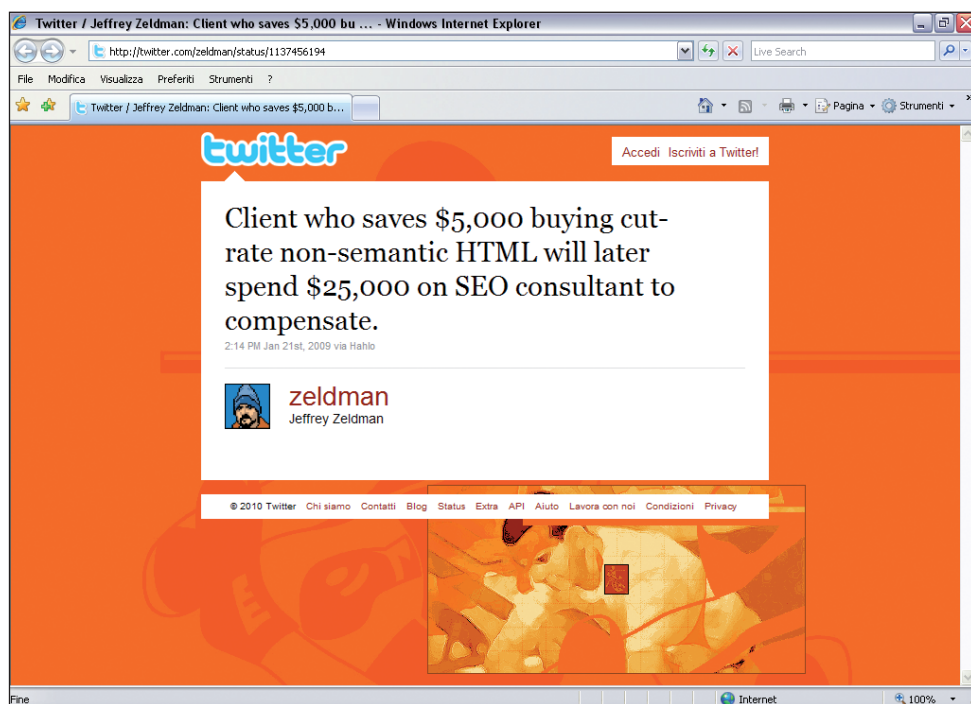 Twitter / Jeffrey Zeldman: Client who saves $5,000 bu ... - Windows Internet Explorer
http://twitter.com/zeldman/status/1137456194
Live Search
File Modifica Visualizza Preferiti Strumenti ?
Twitter / Jeffrey Zeldman: Client who saves $5,000 b...
Pagina Strumenti
twitter
Accedi Iscriviti a Twitter!
Client who saves $5,000 buying cut-
rate non-semantic HTML will later
spend $25,000 on SEO consultant to
compensate.
2:14 PM Jan 21st, 2009 via Hahlo
zeldman
Jeffrey Zeldman
© 2010 Twitter Chi siamo Contatti Blog Status Extra API Aiuto Lavora con noi Condizioni Privacy
Fine
Internet
100%